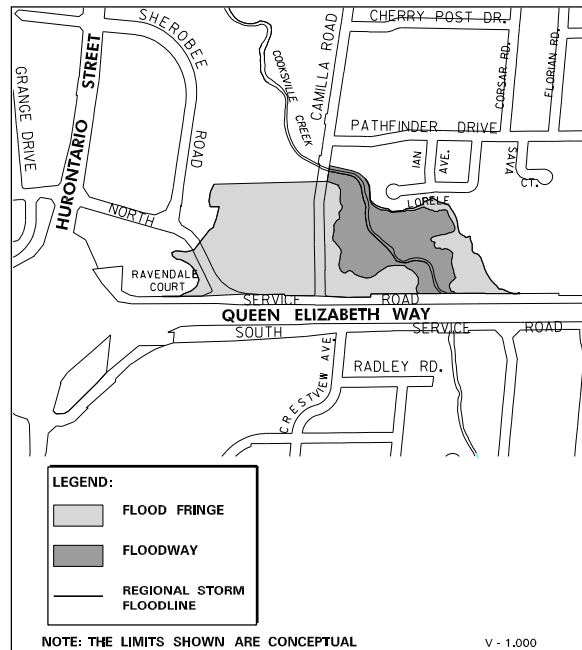 CHERRY POST DR.
SHEROBEE
ROAD
COOKSVILLE
CREEK
CAMILLA ROAD
CORSAR RD.
FLORIAN RD.
GRANGE DRIVE
HURONTARIO STREET
PATHFINDER DRIVE
IAN
AVE.
SAVA
CT.
LORELE
NORTH
RAVENDALE
COURT
SERVICE ROAD
QUEEN ELIZABETH WAY
SOUTH SERVICE ROAD
CRESTVIEW AVE.
RADLEY RD.
LEGEND:
FLOOD FRINGE
FLOODWAY
REGIONAL STORM
FLOODLINE
NOTE: THE LIMITS SHOWN ARE CONCEPTUAL
V - 1.000